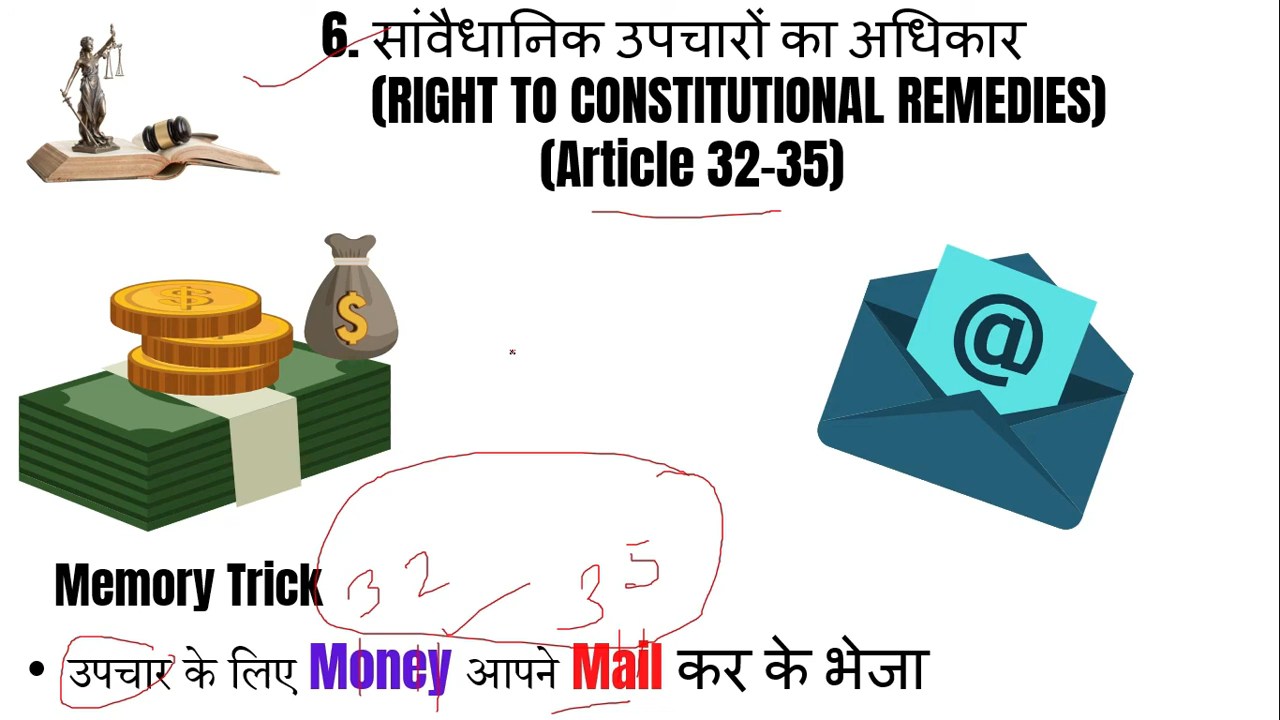 6. सांवैधानिक उपचारों का अधिकार
(RIGHT TO CONSTITUTIONAL REMEDIES)
(Article 32-35)
$
$
@
Memory Trick
32 - 35
• उपचार के लिए Money आपने Mail कर के भेजा